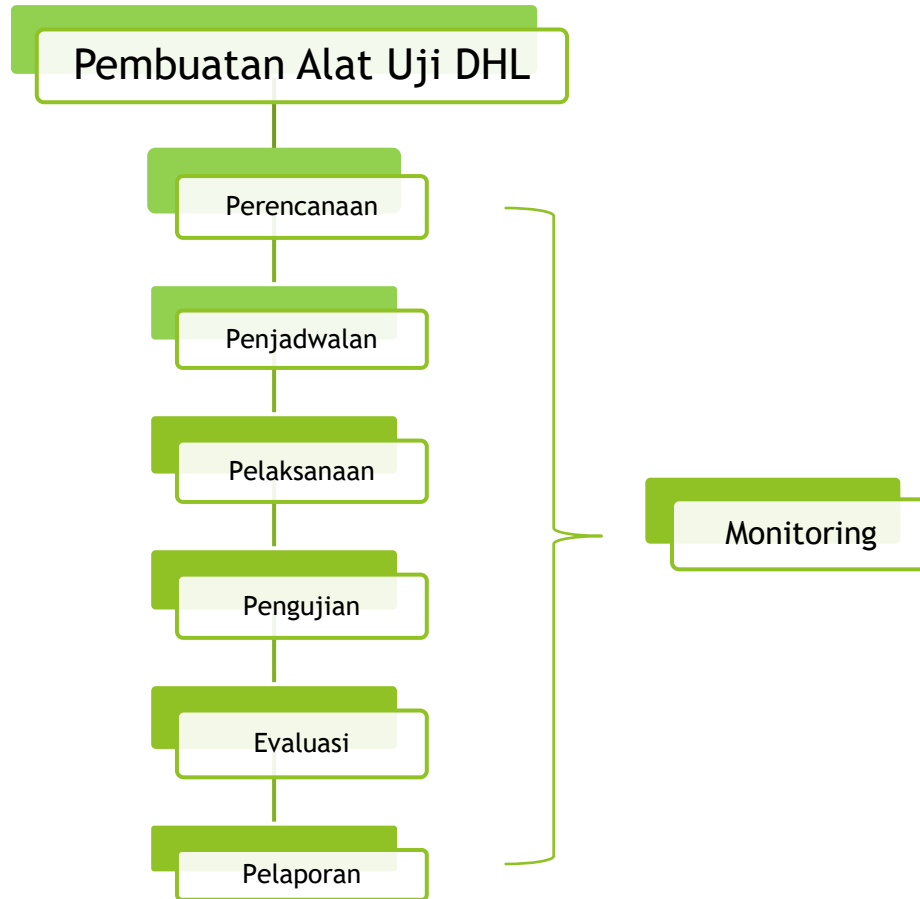 Pembuatan Alat Uji DHL
Perencanaan
Penjadwalan
Pelaksanaan
Pengujian
Evaluasi
Pelaporan
Monitoring